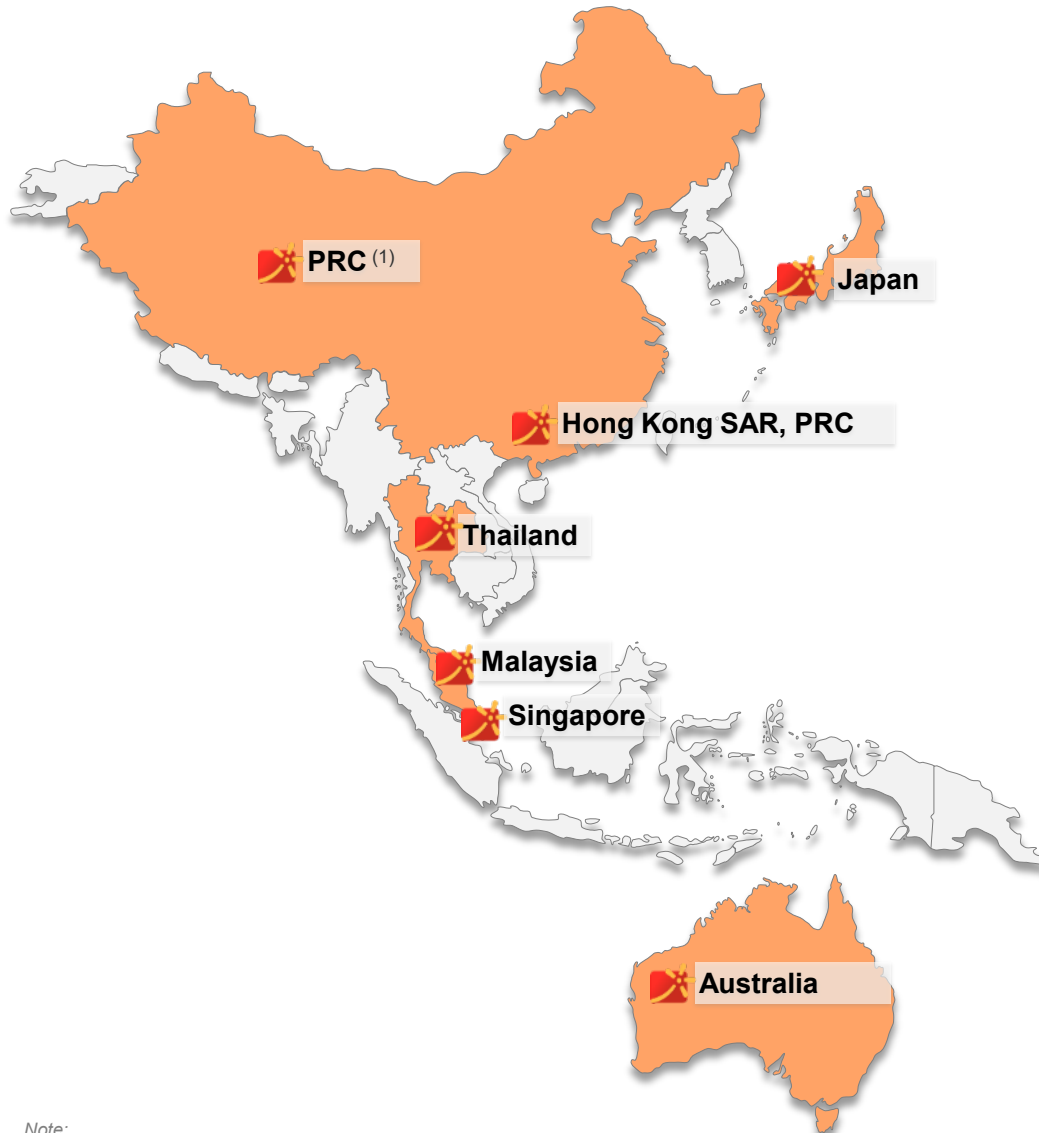 PRC (1)
Japan
Hong Kong SAR, PRC
Thailand
Malaysia
Singapore
Australia
Note: